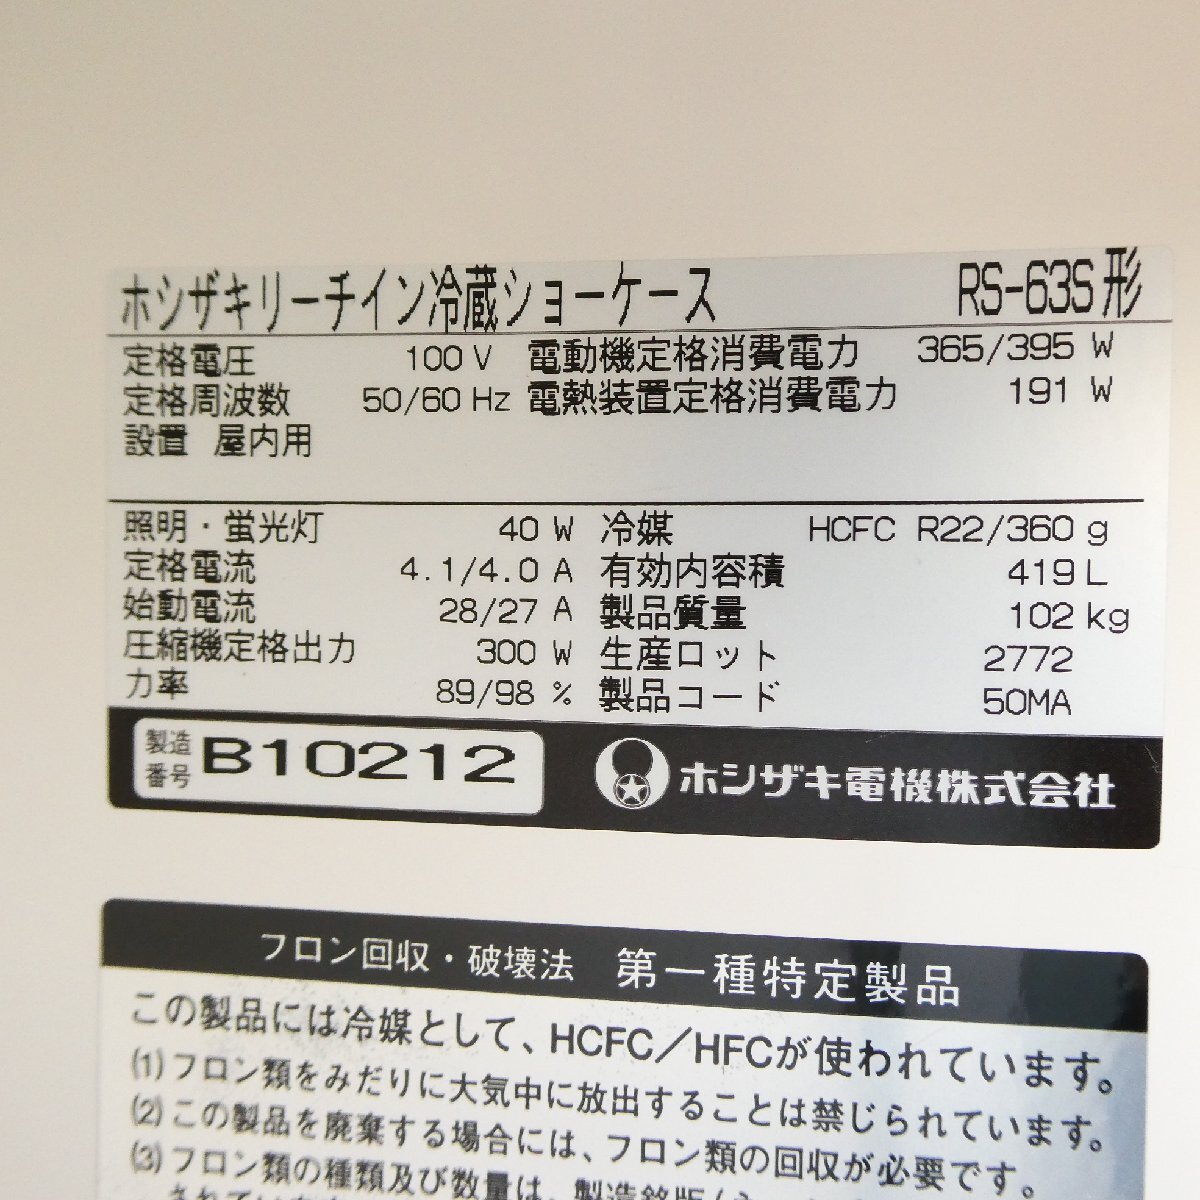 ホシザキリーチイン冷蔵ショーケース RS-63S形
定格電圧 100 V 電動機定格消費電力 365/395 W
定格周波数 50/60 Hz 電熱装置定格消費電力 191 W
設置 屋内用
照明・蛍光灯 40 W 冷媒 HCFC R22/360 g
定格電流 4.1/4.0 A 有効内容積 419 L
始動電流 28/27 A 製品質量 102 kg
圧縮機定格出力 300 W 生産ロット 2772
力率 89/98 % 製品コード 50MA
製造番号 B10212 ホシザキ電機株式会社
フロン回収・破壊法 第一種特定製品
この製品には冷媒として、HCFC/HFCが使われています。
(1)フロン類をみだりに大気中に放出することは禁じられています。
(2)この製品を廃棄する場合には、フロン類の回収が必要です。
(3)フロン類の種類及び数量は、製造銘版